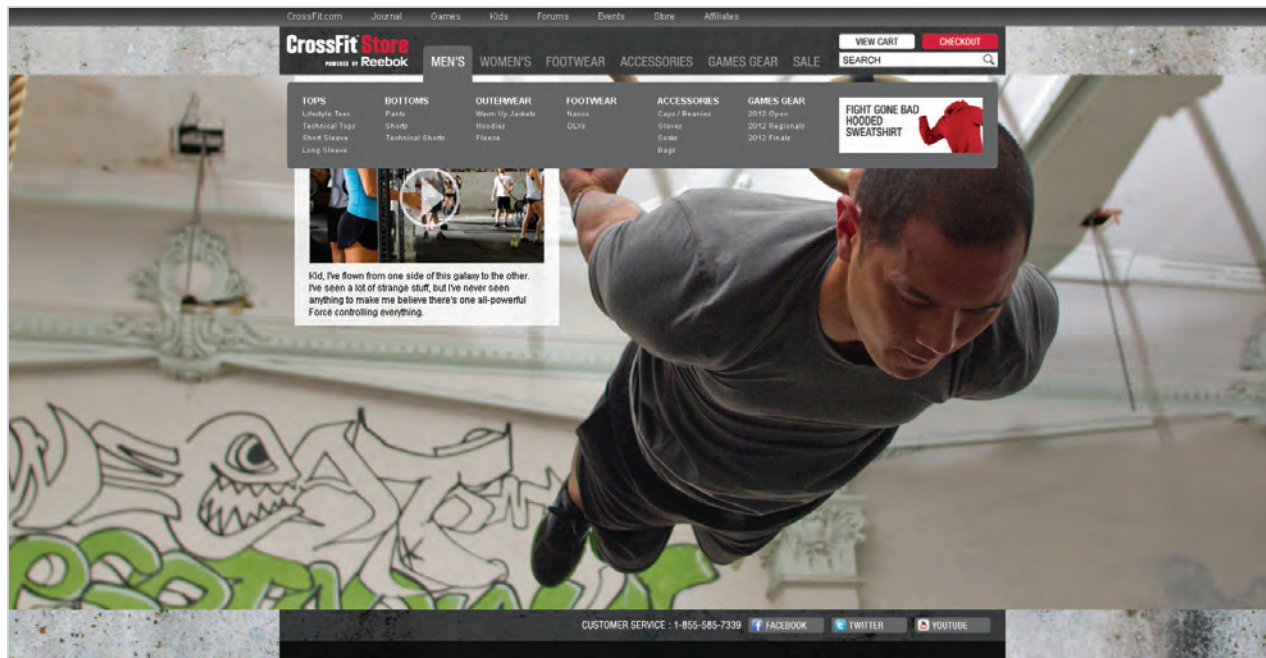 CrossFit.com Journal Games Kids Forums Events Store Affiliates
CrossFit Store
POWERED BY Reebok
MEN'S WOMEN'S FOOTWEAR ACCESSORIES GAMES GEAR SALE
VIEW CART CHECKOUT
SEARCH
TOPS
Lifestyle Tees
Technical Tops
Short Sleeve
Long Sleeve
BOTTOMS
Pants
Shorts
Technical Shorts
OUTERWEAR
Warm Up Jackets
Hoodies
Fleece
FOOTWEAR
Nanos
OLYs
ACCESSORIES
Caps / Beanies
Gloves
Socks
Bags
GAMES GEAR
2012 Open
2012 Regionals
2012 Finals
FIGHT GONE BAD
HOODED
SWEATSHIRT
Kid, I've flown from one side of this galaxy to the other.
I've seen a lot of strange stuff, but I've never seen
anything to make me believe there's one all-powerful
Force controlling everything.
CUSTOMER SERVICE : 1-855-585-7339 FACEBOOK TWITTER YOUTUBE